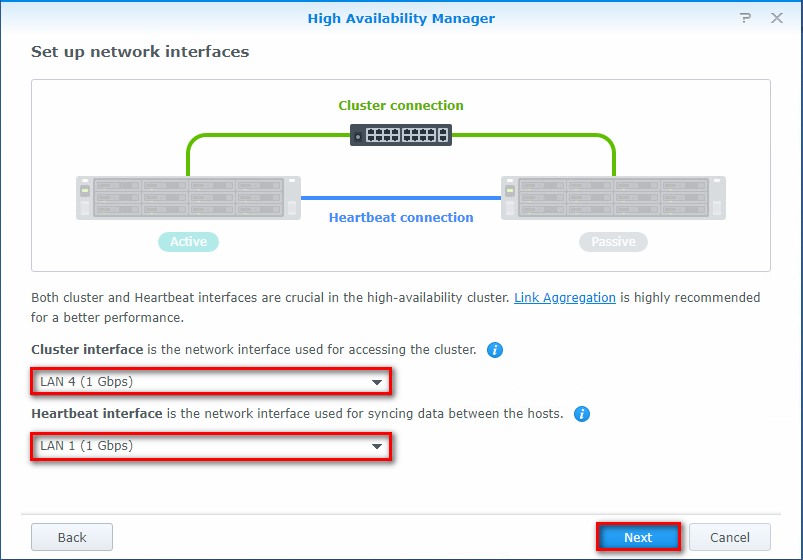 High Availability Manager
Set up network interfaces
Cluster connection
Heartbeat connection
Active
Passive
Both cluster and Heartbeat interfaces are crucial in the high-availability cluster. Link Aggregation is highly recommended
for a better performance.
Cluster interface is the network interface used for accessing the cluster.
LAN 4 (1 Gbps)
Heartbeat interface is the network interface used for syncing data between the hosts.
LAN 1 (1 Gbps)
Back
Next
Cancel